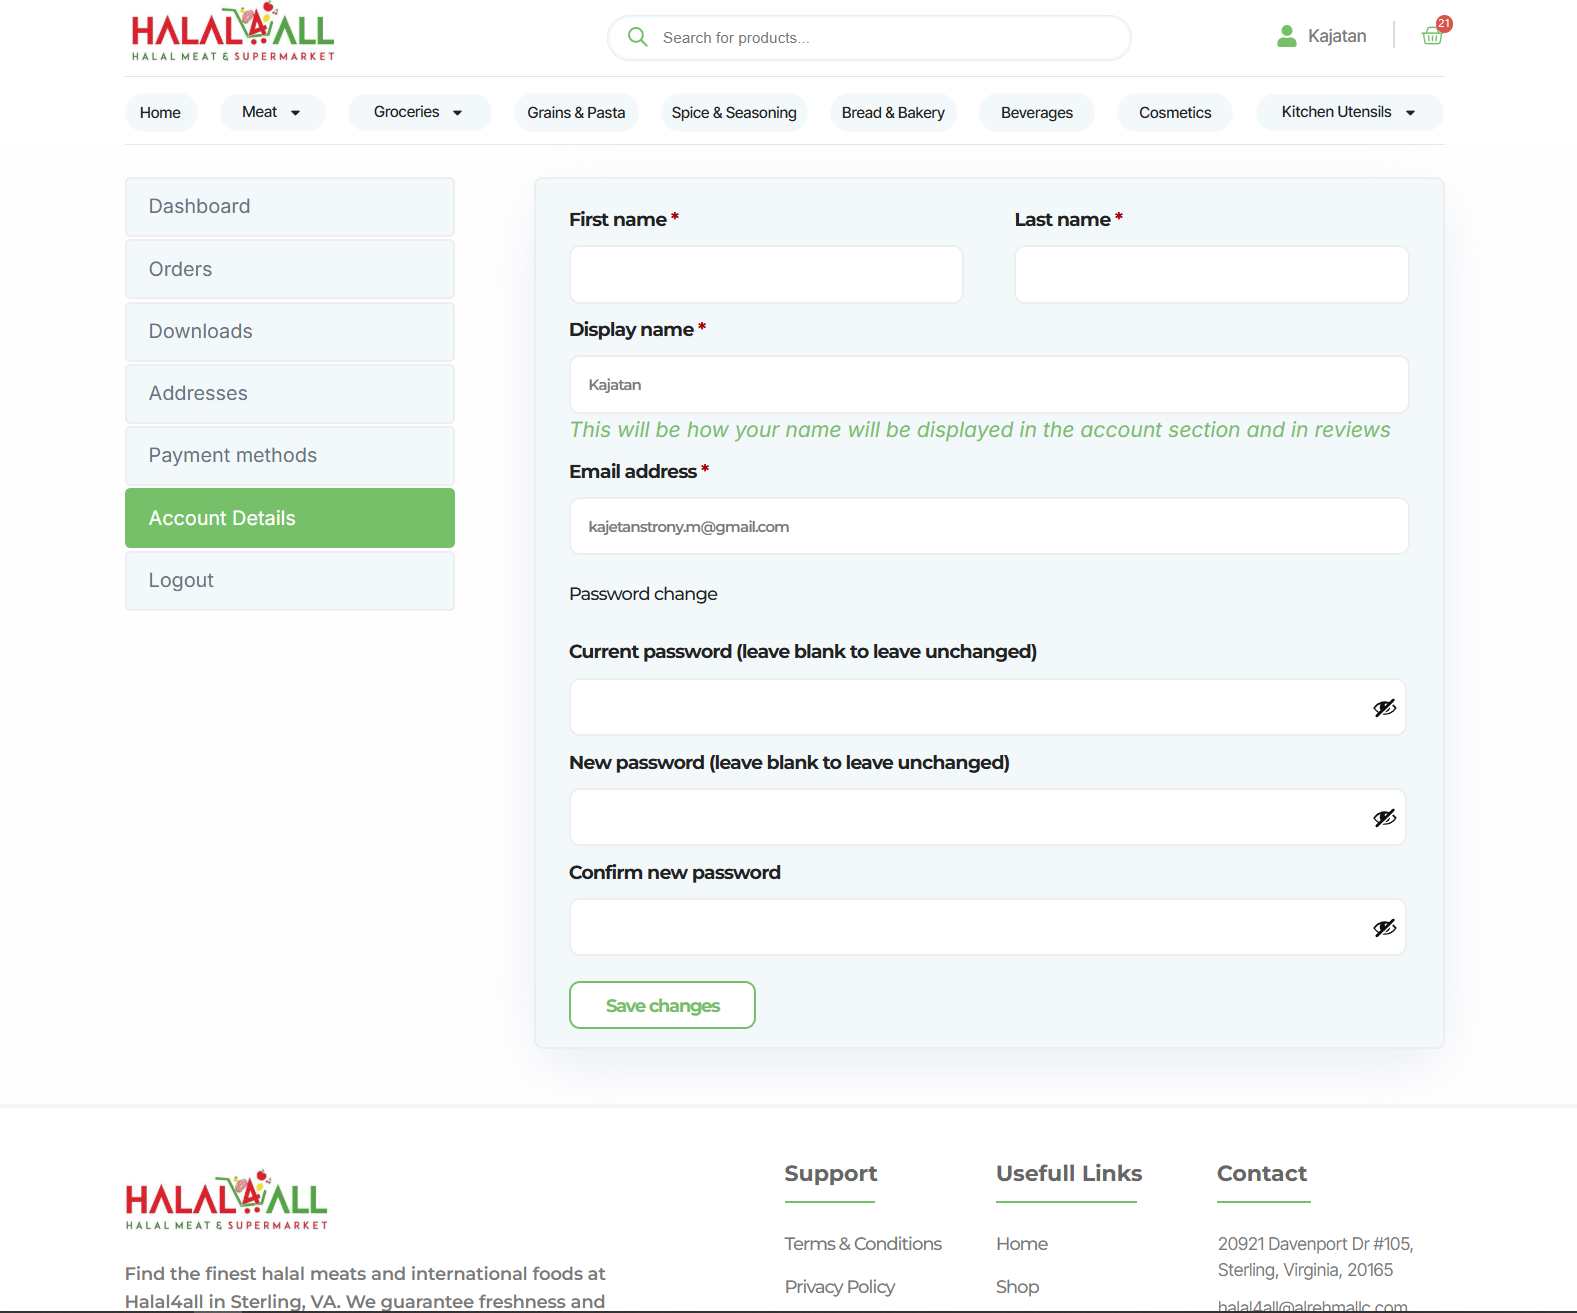 HALAL4ALL
HALAL MEAT & SUPERMARKET
Search for products...
Kajatan
21
Home
Meat
Groceries
Grains & Pasta
Spice & Seasoning
Bread & Bakery
Beverages
Cosmetics
Kitchen Utensils
Dashboard
Orders
Downloads
Addresses
Payment methods
Account Details
Logout
First name *
Last name *
Display name *
Kajatan
This will be how your name will be displayed in the account section and in reviews
Email address *
kajetanstrony.m@gmail.com
Password change
Current password (leave blank to leave unchanged)
New password (leave blank to leave unchanged)
Confirm new password
Save changes
HALAL4ALL
HALAL MEAT & SUPERMARKET
Find the finest halal meats and international foods at
Halal4all in Sterling, VA. We guarantee freshness and
Support
Terms & Conditions
Privacy Policy
Usefull Links
Home
Shop
Contact
20921 Davenport Dr #105,
Sterling, Virginia, 20165
halal4all@alrehmallc.com